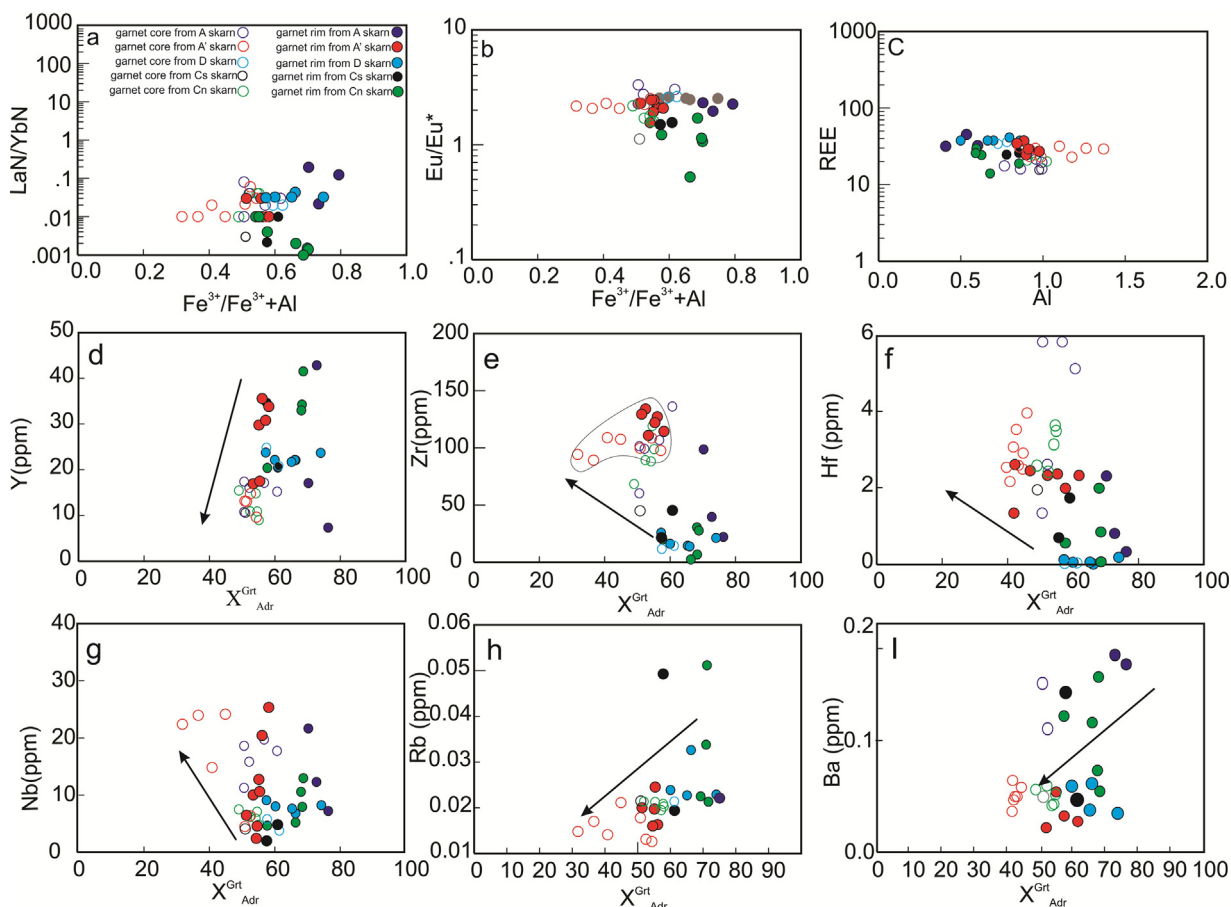 a
1000
100
10
1
.1
.01
.001
LaN/YbN
garnet core from A skarn
garnet rim from A skarn
garnet core from A' skarn
garnet rim from A' skarn
garnet core from D skarn
garnet rim from D skarn
garnet core from Cs skarn
garnet rim from Cs skarn
garnet core from Cn skarn
garnet rim from Cn skarn
0.0 0.2 0.4 0.6 0.8 1.0
Fe3+/Fe3++Al
b
10
1
.1
Eu/Eu*
0.0 0.2 0.4 0.6 0.8 1.0
Fe3+/Fe3++Al
C
1000
100
10
1
REE
0.0 0.5 1.0 1.5 2.0
Al
d
50
40
30
20
10
0
Y(ppm)
0 20 40 60 80 100
XGrtAdr
e
200
150
100
50
0
Zr(ppm)
0 20 40 60 80 100
XGrtAdr
f
6
4
2
0
Hf(ppm)
0 20 40 60 80 100
XGrtAdr
g
40
30
20
10
0
Nb(ppm)
0 20 40 60 80 100
XGrtAdr
h
0.06
0.05
0.04
0.03
0.02
0.01
Rb (ppm)
0 10 20 30 40 50 60 70 80 90
XGrtAdr
I
0.2
0.1
0.0
Ba (ppm)
0 10 20 30 40 50 60 70 80 90 100
XGrtAdr